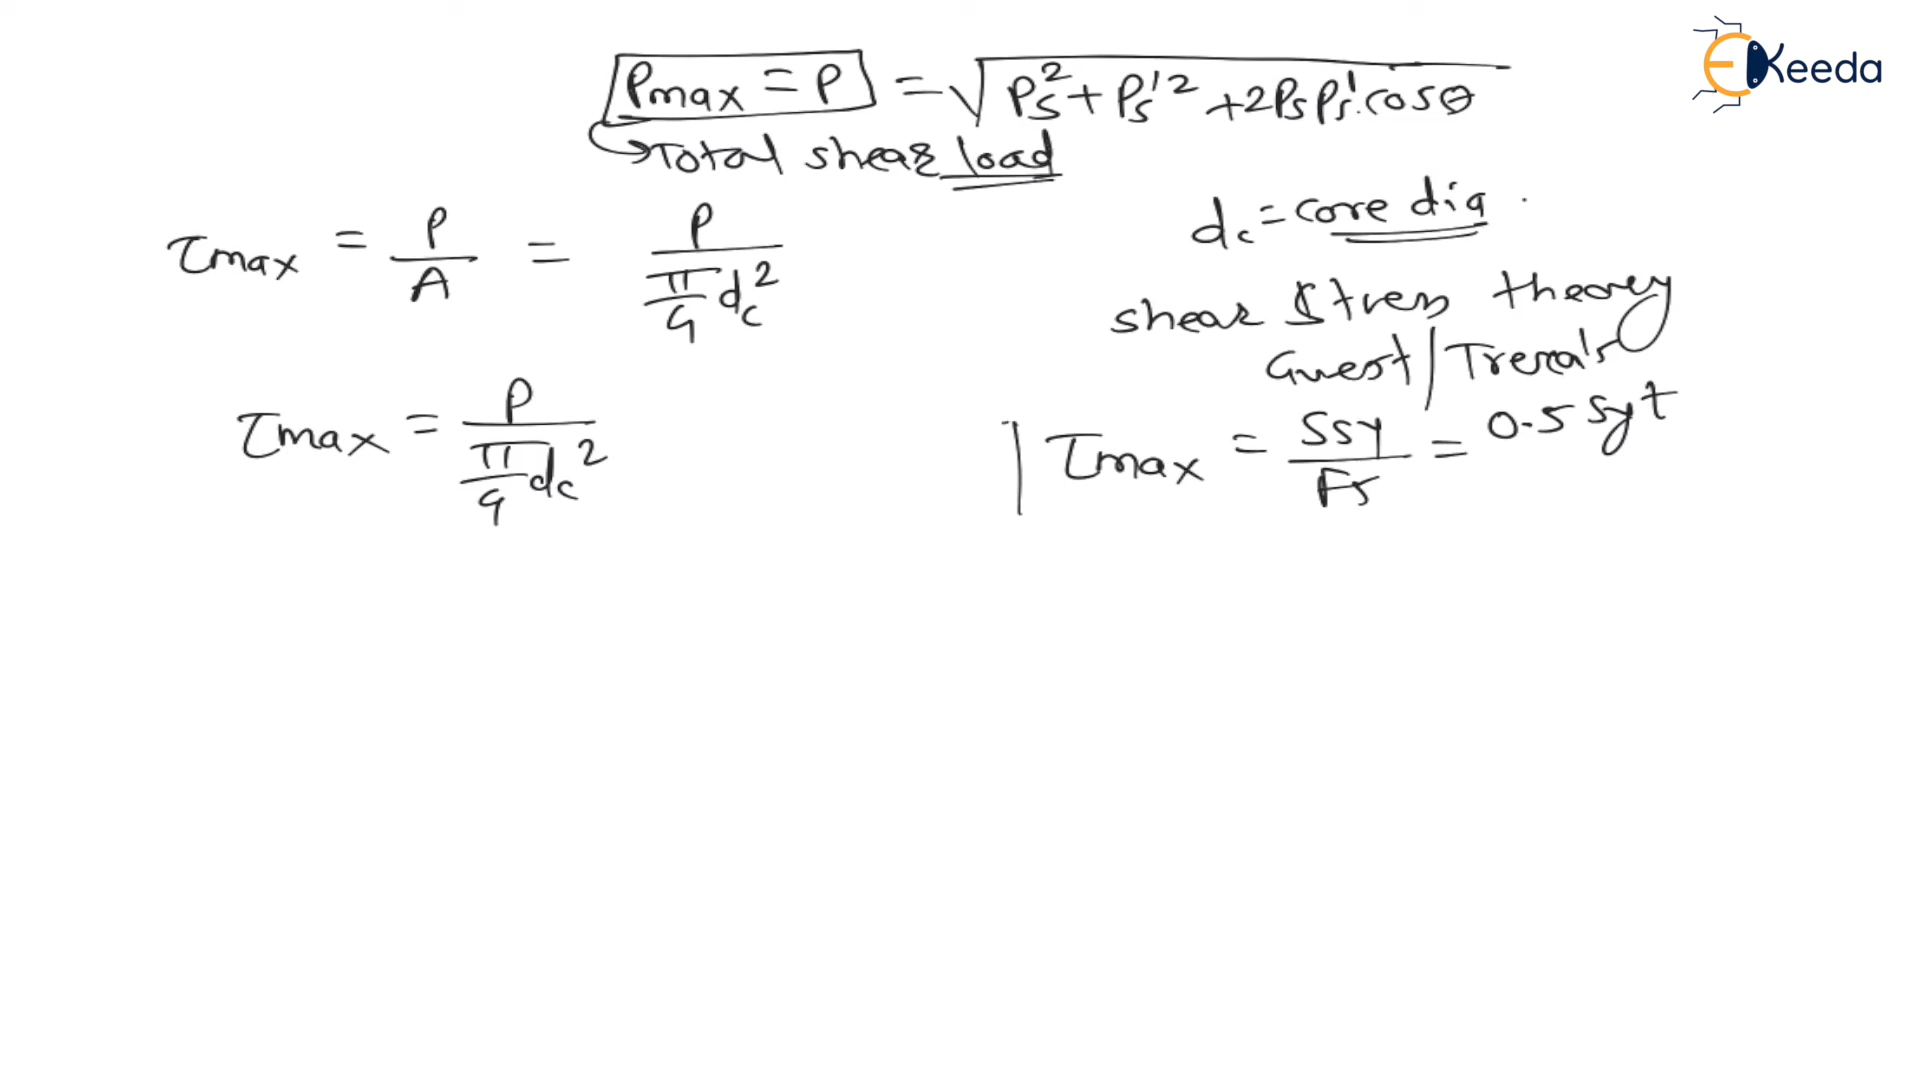 EKeeda
Pmax = P = √Ps² + Ps'² + 2PsPs'.cosθ
Total shear load
dc = core dia.
τmax = P/A = P/(π/4 dc²)
shear stress theory
Guest/Tresca's
τmax = P/(π/4 dc²)
τmax = Ssy/Fs = 0.5 Syt